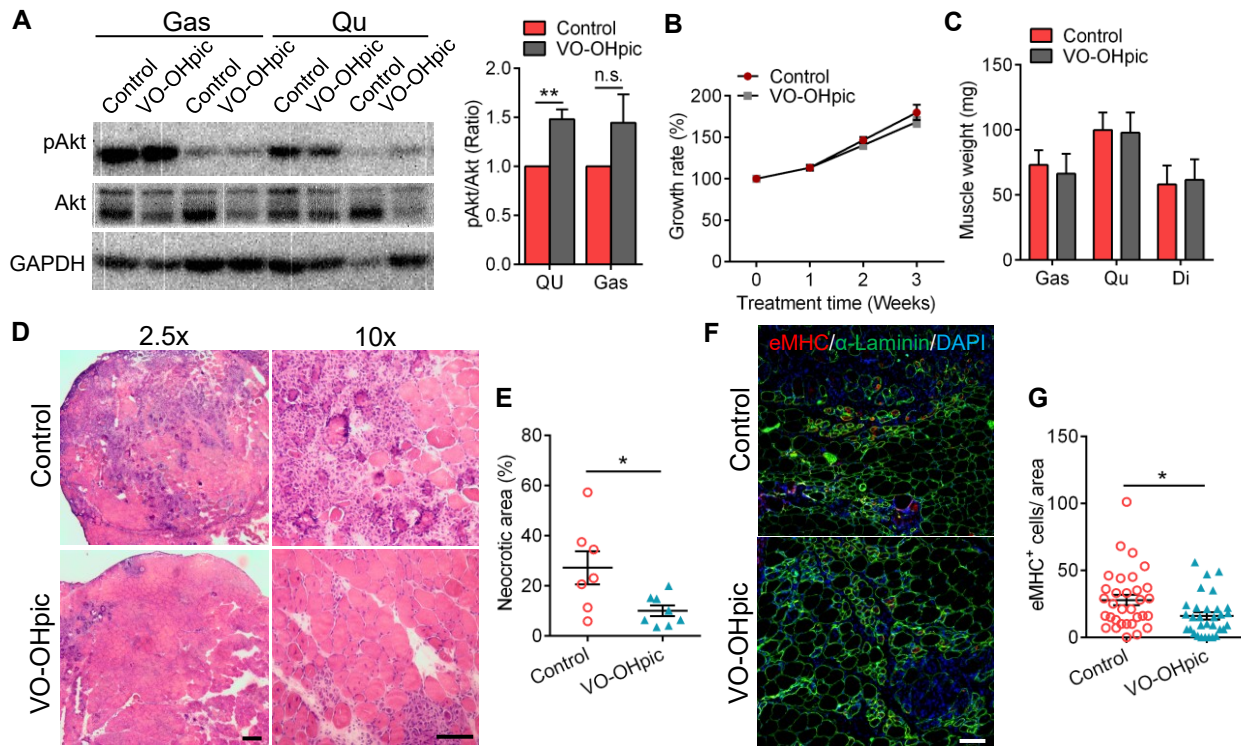 A
Gas
Qu
Control
VO-OHpic
Control
VO-OHpic
Control
VO-OHpic
Control
VO-OHpic
pAkt
Akt
GAPDH
Control
VO-OHpic
pAkt/Akt (Ratio)
2.0
1.5
1.0
0.5
0.0
**
n.s.
QU
Gas
B
Control
VO-OHpic
Growth rate (%)
200
150
100
50
0
0 1 2 3
Treatment time (Weeks)
C
Control
VO-OHpic
Muscle weight (mg)
150
100
50
0
Gas Qu Di
D
2.5x
10x
Control
VO-OHpic
E
Neocrotic area (%)
80
60
40
20
0
*
Control
VO-OHpic
F
eMHC/α-Laminin/DAPI
Control
VO-OHpic
G
eMHC⁺ cells/ area
150
100
50
0
*
Control
VO-OHpic